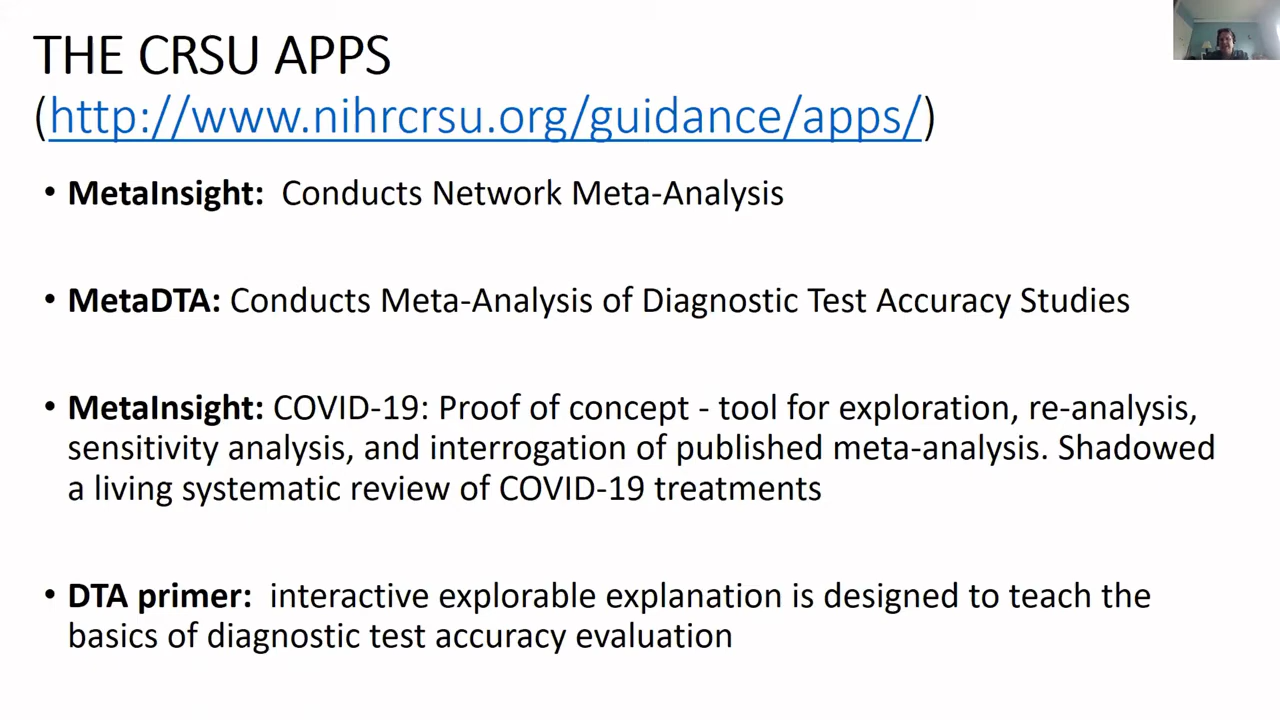 THE CRSU APPS
(http://www.nihrcrsu.org/guidance/apps/)
• MetaInsight: Conducts Network Meta-Analysis
• MetaDTA: Conducts Meta-Analysis of Diagnostic Test Accuracy Studies
• MetaInsight: COVID-19: Proof of concept - tool for exploration, re-analysis,
sensitivity analysis, and interrogation of published meta-analysis. Shadowed
a living systematic review of COVID-19 treatments
• DTA primer: interactive explorable explanation is designed to teach the
basics of diagnostic test accuracy evaluation